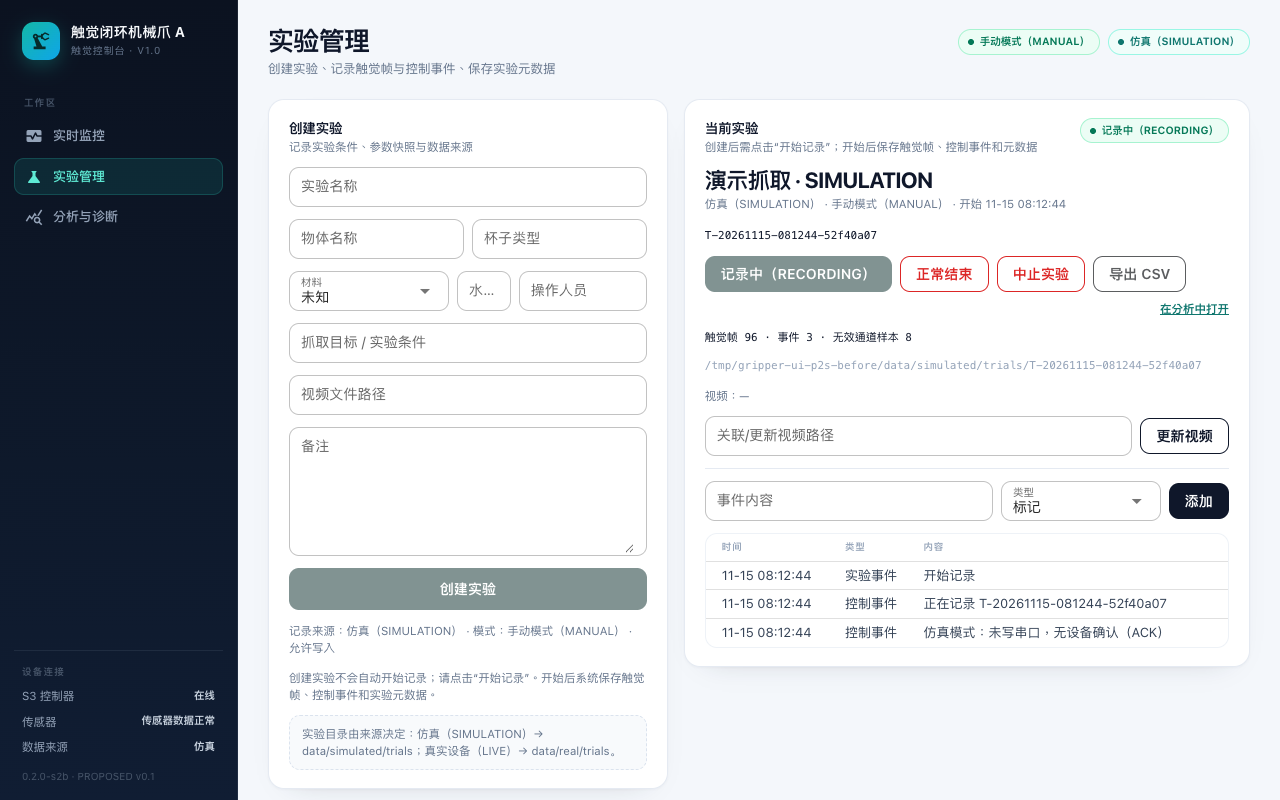 触觉闭环机械爪 A
触觉控制台 · V1.0
工作区
实时监控
实验管理
分析与诊断
设备连接
S3 控制器 在线
传感器 传感器数据正常
数据来源 仿真
0.2.0-s2b · PROPOSED v0.1
实验管理
创建实验、记录触觉帧与控制事件、保存实验元数据
手动模式（MANUAL）
仿真（SIMULATION）
创建实验
记录实验条件、参数快照与数据来源
实验名称
物体名称
杯子类型
材料
未知
水...
操作人员
抓取目标 / 实验条件
视频文件路径
备注
创建实验
记录来源：仿真（SIMULATION） · 模式：手动模式（MANUAL） ·
允许写入
创建实验不会自动开始记录；请点击“开始记录”。开始后系统保存触觉
帧、控制事件和实验元数据。
实验目录由来源决定：仿真（SIMULATION）→
data/simulated/trials；真实设备（LIVE）→ data/real/trials。
当前实验
创建后需点击“开始记录”；开始后保存触觉帧、控制事件和元数据
记录中（RECORDING）
演示抓取 · SIMULATION
仿真（SIMULATION） · 手动模式（MANUAL） · 开始 11-15 08:12:44
T-20261115-081244-52f40a07
记录中（RECORDING）
正常结束
中止实验
导出 CSV
在分析中打开
触觉帧 96 · 事件 3 · 无效通道样本 8
/tmp/gripper-ui-p2s-before/data/simulated/trials/T-20261115-081244-52f40a07
视频：—
关联/更新视频路径
更新视频
事件内容
类型
标记
添加
时间 类型 内容
11-15 08:12:44 实验事件 开始记录
11-15 08:12:44 控制事件 正在记录 T-20261115-081244-52f40a07
11-15 08:12:44 控制事件 仿真模式：未写串口，无设备确认（ACK）